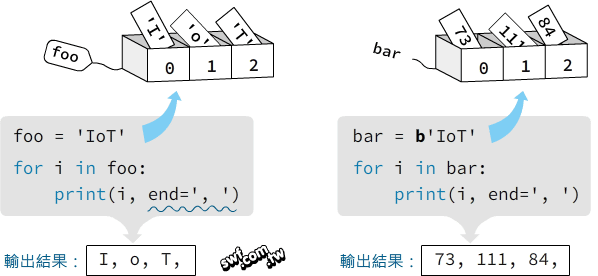 'I' 'o' 'T'
foo
0 1 2
foo = 'IoT'
for i in foo:
print(i, end=', ')
輸出結果： I, o, T,
swf.com.tw
73 111 84
bar
0 1 2
bar = b'IoT'
for i in bar:
print(i, end=', ')
輸出結果： 73, 111, 84,